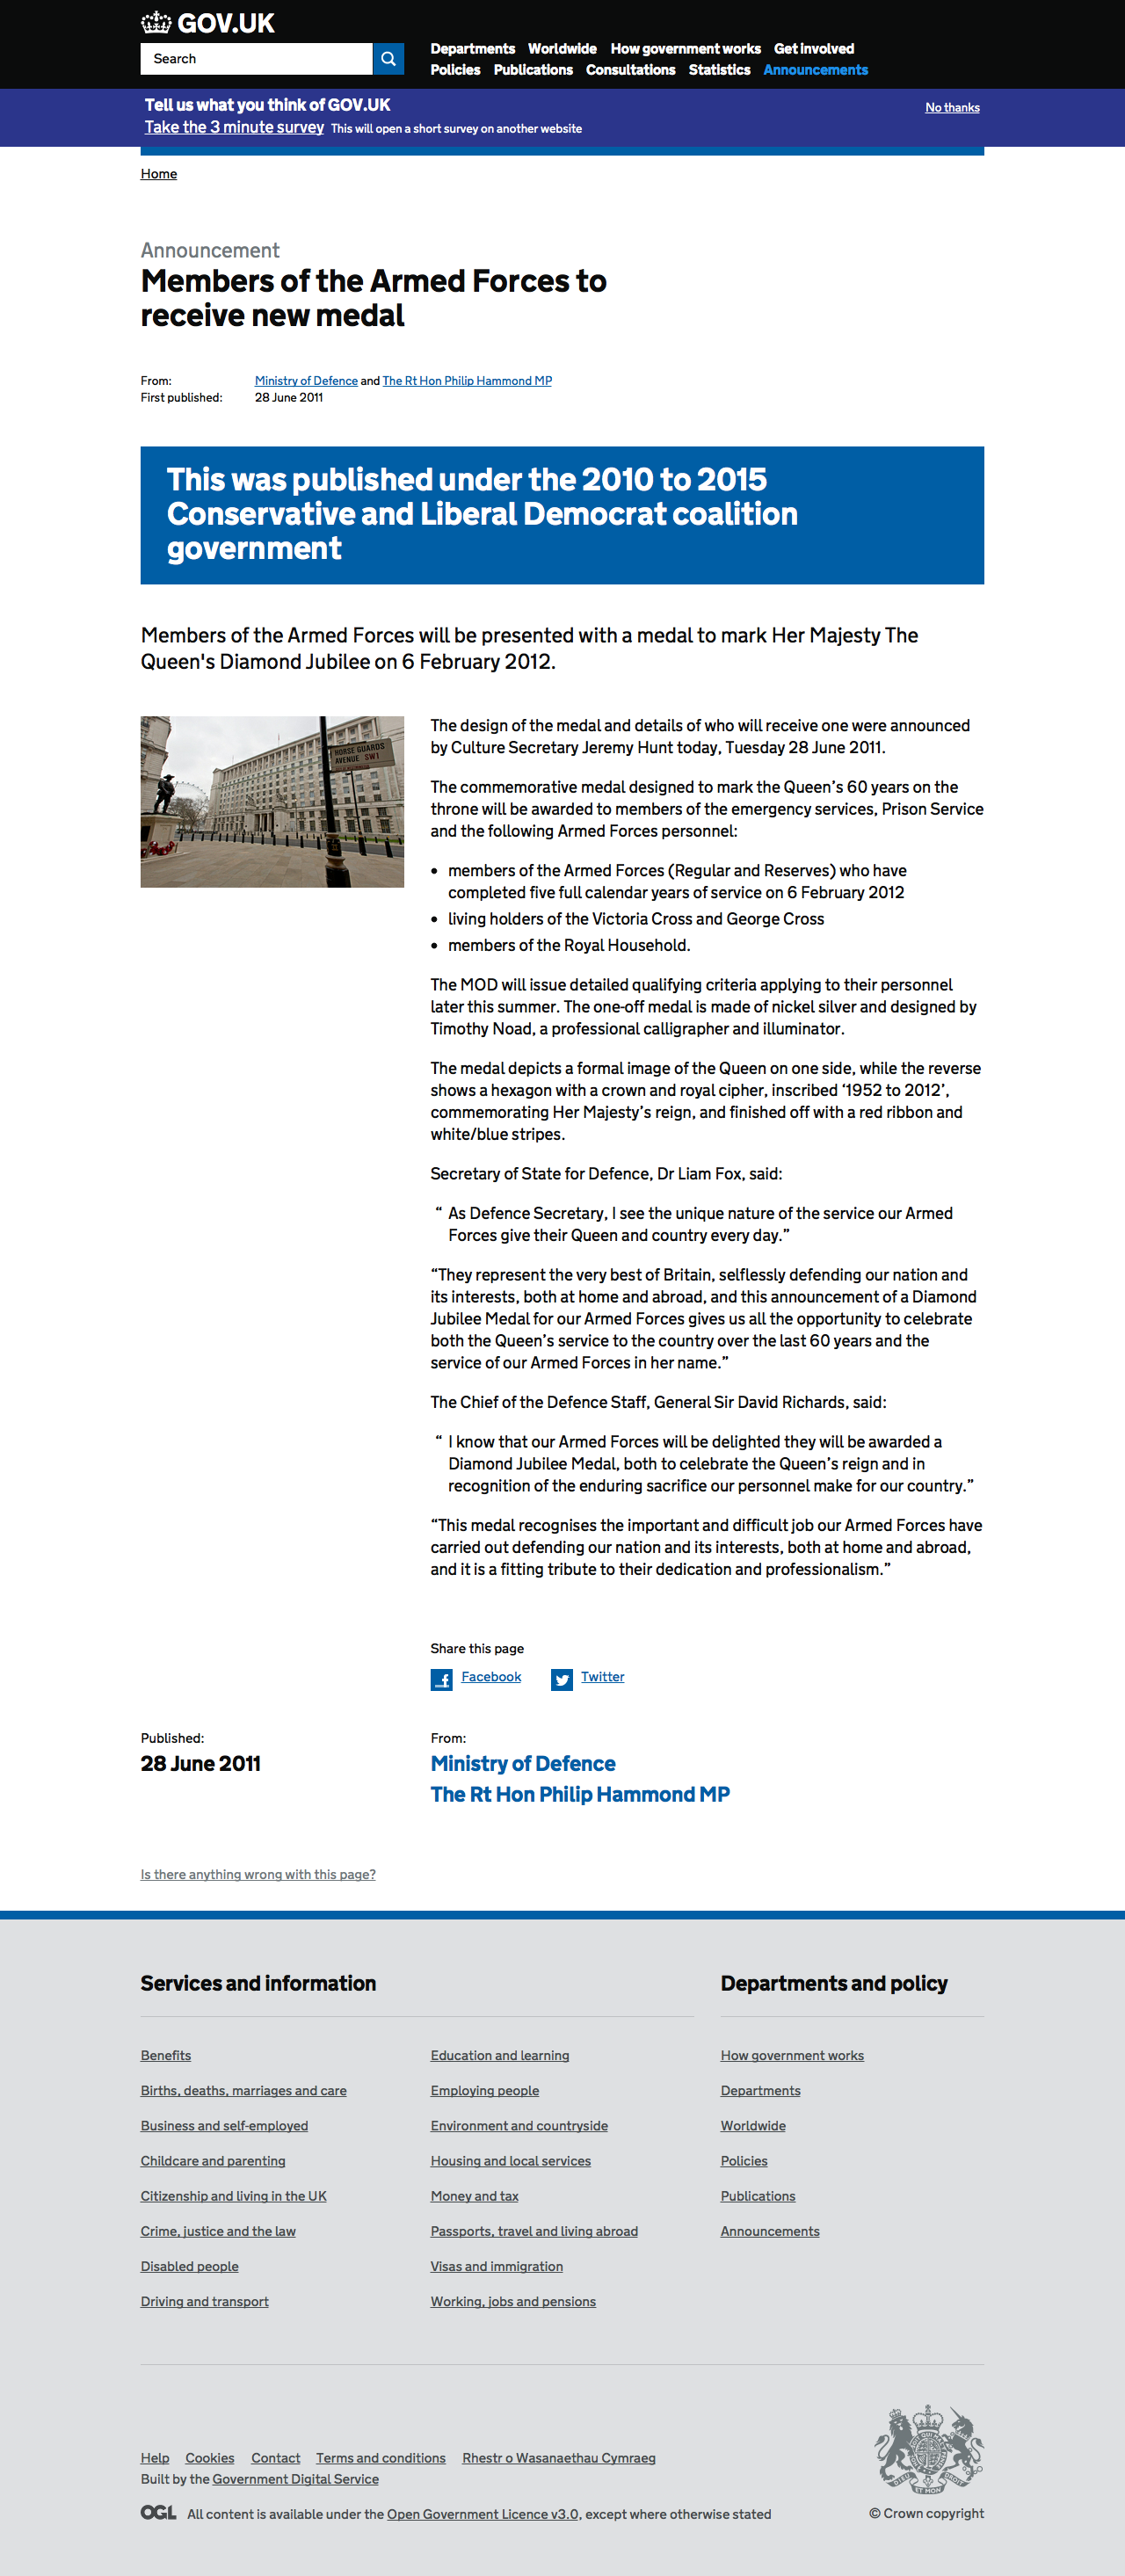 GOV.UK
Search
Departments Worldwide How government works Get involved
Policies Publications Consultations Statistics Announcements
Tell us what you think of GOV.UK
Take the 3 minute survey This will open a short survey on another website
No thanks
Home
Announcement
Members of the Armed Forces to
receive new medal
From: Ministry of Defence and The Rt Hon Philip Hammond MP
First published: 28 June 2011
This was published under the 2010 to 2015
Conservative and Liberal Democrat coalition
government
Members of the Armed Forces will be presented with a medal to mark Her Majesty The
Queen's Diamond Jubilee on 6 February 2012.
HORSE GUARDS
AVENUE SW1
The design of the medal and details of who will receive one were announced
by Culture Secretary Jeremy Hunt today, Tuesday 28 June 2011.
The commemorative medal designed to mark the Queen’s 60 years on the
throne will be awarded to members of the emergency services, Prison Service
and the following Armed Forces personnel:
• members of the Armed Forces (Regular and Reserves) who have
completed five full calendar years of service on 6 February 2012
• living holders of the Victoria Cross and George Cross
• members of the Royal Household.
The MOD will issue detailed qualifying criteria applying to their personnel
later this summer. The one-off medal is made of nickel silver and designed by
Timothy Noad, a professional calligrapher and illuminator.
The medal depicts a formal image of the Queen on one side, while the reverse
shows a hexagon with a crown and royal cipher, inscribed ‘1952 to 2012’,
commemorating Her Majesty’s reign, and finished off with a red ribbon and
white/blue stripes.
Secretary of State for Defence, Dr Liam Fox, said:
“ As Defence Secretary, I see the unique nature of the service our Armed
Forces give their Queen and country every day.”
“They represent the very best of Britain, selflessly defending our nation and
its interests, both at home and abroad, and this announcement of a Diamond
Jubilee Medal for our Armed Forces gives us all the opportunity to celebrate
both the Queen’s service to the country over the last 60 years and the
service of our Armed Forces in her name.”
The Chief of the Defence Staff, General Sir David Richards, said:
“ I know that our Armed Forces will be delighted they will be awarded a
Diamond Jubilee Medal, both to celebrate the Queen’s reign and in
recognition of the enduring sacrifice our personnel make for our country.”
“This medal recognises the important and difficult job our Armed Forces have
carried out defending our nation and its interests, both at home and abroad,
and it is a fitting tribute to their dedication and professionalism.”
Share this page
Facebook Twitter
Published:
28 June 2011
From:
Ministry of Defence
The Rt Hon Philip Hammond MP
Is there anything wrong with this page?
Services and information
Benefits
Births, deaths, marriages and care
Business and self-employed
Childcare and parenting
Citizenship and living in the UK
Crime, justice and the law
Disabled people
Driving and transport
Education and learning
Employing people
Environment and countryside
Housing and local services
Money and tax
Passports, travel and living abroad
Visas and immigration
Working, jobs and pensions
Departments and policy
How government works
Departments
Worldwide
Policies
Publications
Announcements
Help Cookies Contact Terms and conditions Rhestr o Wasanaethau Cymraeg
Built by the Government Digital Service
OGL All content is available under the Open Government Licence v3.0, except where otherwise stated
DIEU ET MON DROIT
© Crown copyright